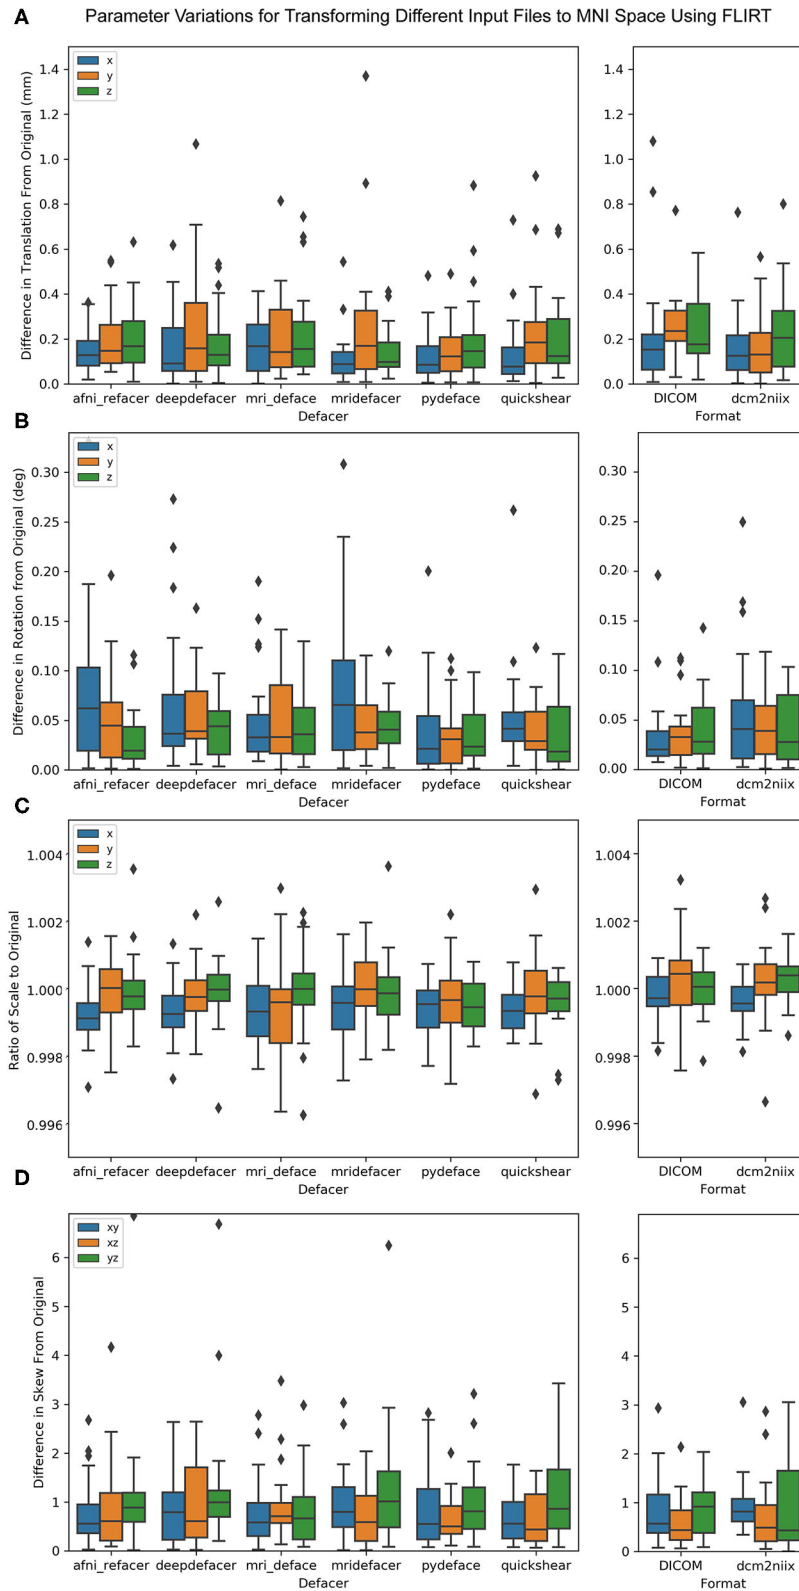 A
Parameter Variations for Transforming Different Input Files to MNI Space Using FLIRT
Difference in Translation From Original (mm)
1.4
1.2
1.0
0.8
0.6
0.4
0.2
0.0
x
y
z
afni_refacer deepdefacer mri_deface mridefacer pydeface quickshear
Defacer
1.4
1.2
1.0
0.8
0.6
0.4
0.2
0.0
DICOM dcm2niix
Format
B
Difference in Rotation from Original (deg)
0.30
0.25
0.20
0.15
0.10
0.05
0.00
x
y
z
afni_refacer deepdefacer mri_deface mridefacer pydeface quickshear
Defacer
0.30
0.25
0.20
0.15
0.10
0.05
0.00
DICOM dcm2niix
Format
C
Ratio of Scale to Original
1.004
1.002
1.000
0.998
0.996
x
y
z
afni_refacer deepdefacer mri_deface mridefacer pydeface quickshear
Defacer
1.004
1.002
1.000
0.998
0.996
DICOM dcm2niix
Format
D
Difference in Skew From Original
6
5
4
3
2
1
0
xy
xz
yz
afni_refacer deepdefacer mri_deface mridefacer pydeface quickshear
Defacer
6
5
4
3
2
1
0
DICOM dcm2niix
Format